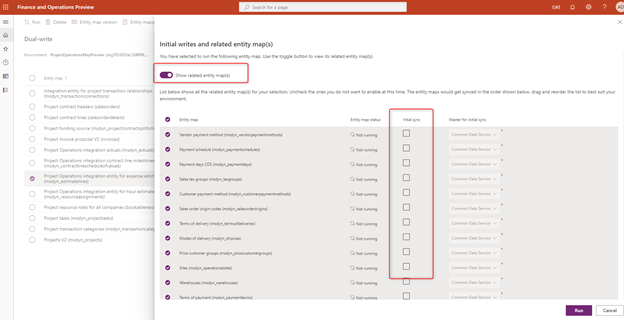 Finance and Operations Preview
Search for a page
DAT
AD
Run
Delete
Entity map version
Dual-write
Environment:
Entity map ↑
Integration entity for project transaction relationships
(msdyn_transactionconnections)
Project contract headers (salesorders)
Project contract lines (salesorderdetails)
Project funding source
Project invoice proposal V2 (invoices)
Project Operations integration actuals (msdyn_actuals)
Project Operations integration contract line milestones
(msdyn_contractlinescheduleofvalues)
Project Operations integration entity for expense estim
(msdyn_estimatelines)
Project Operations integration entity for hour estimate
(msdyn_resourceassignments)
Project resource roles for all companies
Project tasks (msdyn_projecttasks)
Project transaction categories
Projects V2 (msdyn_projects)
Initial writes and related entity map(s)
You have selected to run the following entity map. Use the toggle button to view its related entity map(s).
Show related entity map(s)
List below shows all the related entity map(s) for your selection. Uncheck the ones you do not want to enable at this time. The entity maps would get synced in the order shown below, drag and reorder the list to best suit your
environment.
Entity map
Entity map status
Initial sync
Master for initial sync
Vendor payment method (msdyn_vendorpaymentmethods)
Not running
Common Data Service
Payment schedule (msdyn_paymentschedules)
Not running
Common Data Service
Payment days CDS (msdyn_paymentdays)
Not running
Common Data Service
Sales tax groups (msdyn_taxgroups)
Not running
Common Data Service
Customer payment method (msdyn_customerpaymentmethods)
Not running
Common Data Service
Sales order origin codes (msdyn_salesorderorigins)
Not running
Common Data Service
Terms of delivery (msdyn_termsofdeliveries)
Not running
Common Data Service
Modes of delivery (msdyn_shipvias)
Not running
Common Data Service
Price customer groups (msdyn_pricecustomergroups)
Not running
Common Data Service
Sites (msdyn_operationalsites)
Not running
Common Data Service
Warehouses (msdyn_warehouses)
Not running
Common Data Service
Terms of payment (msdyn_paymentterms)
Not running
Common Data Service
Run
Cancel